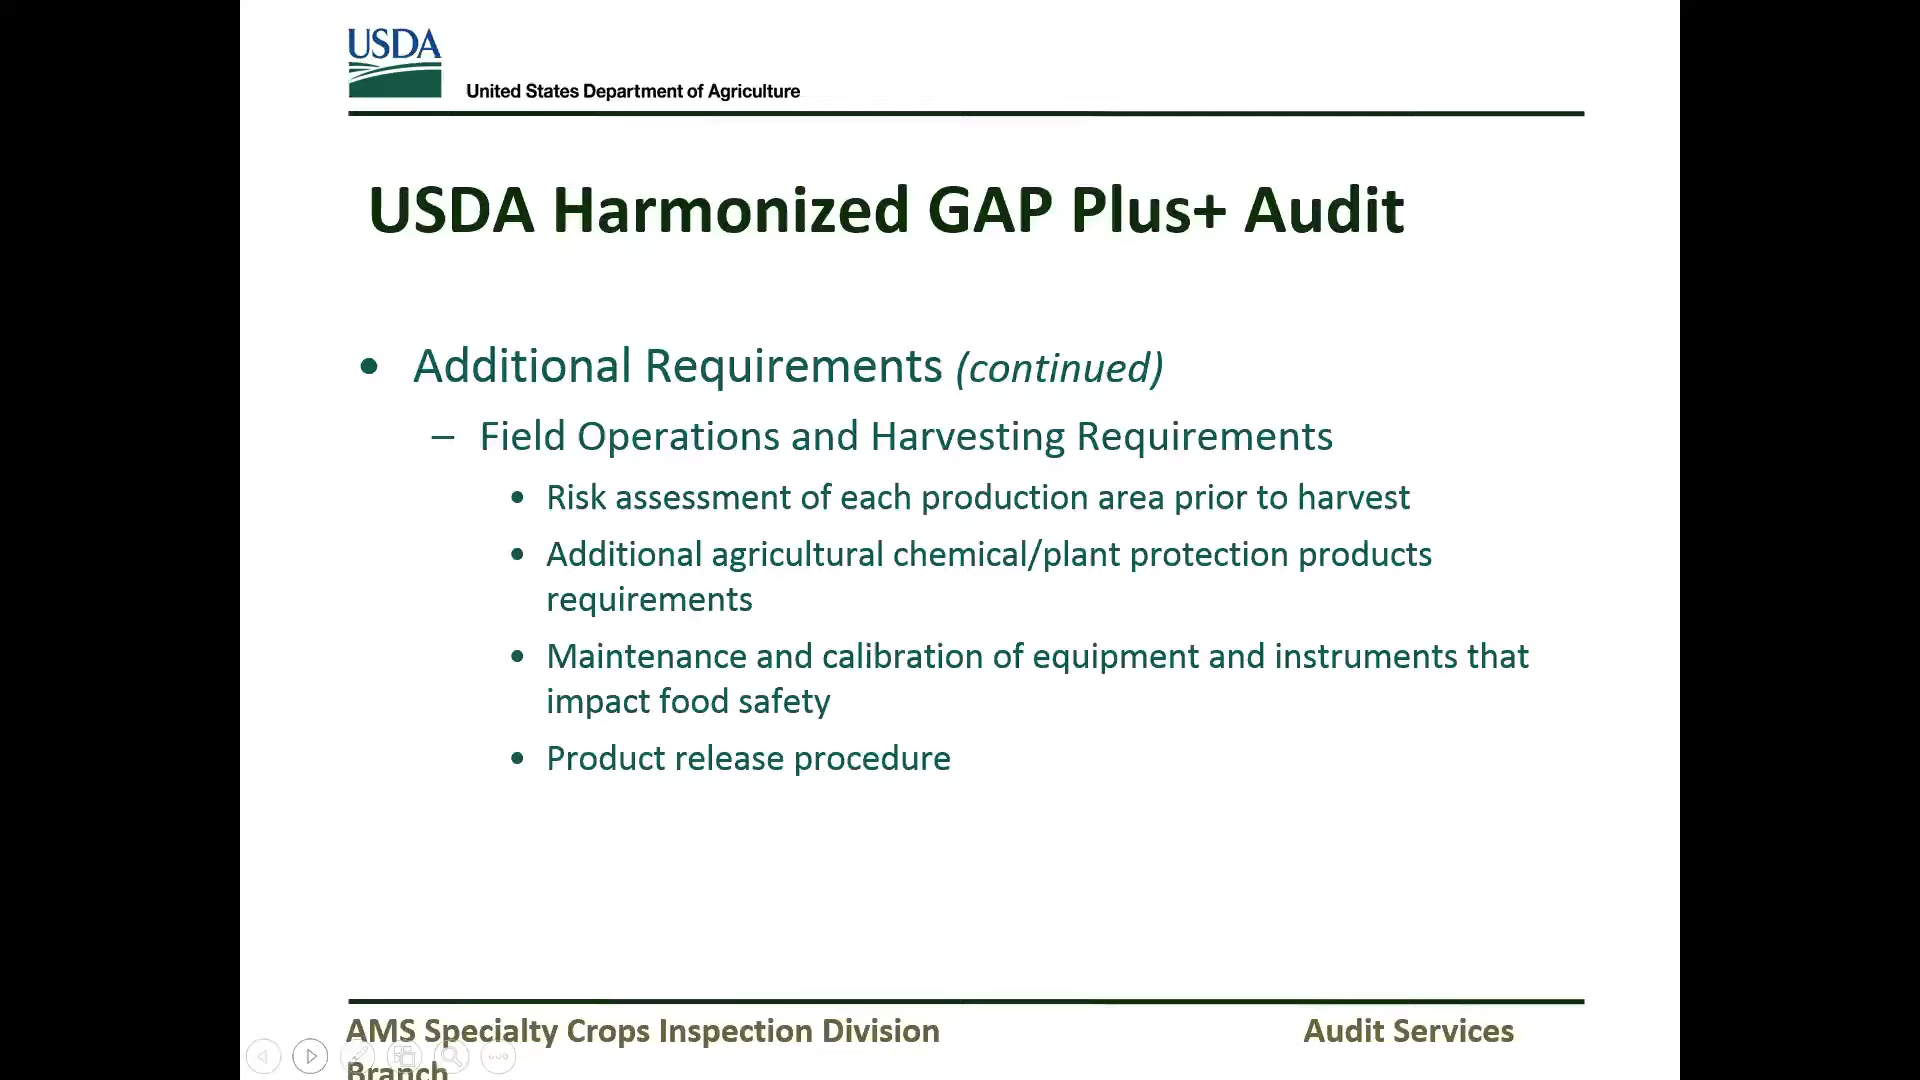 USDA
United States Department of Agriculture
USDA Harmonized GAP Plus+ Audit
• Additional Requirements (continued)
– Field Operations and Harvesting Requirements
• Risk assessment of each production area prior to harvest
• Additional agricultural chemical/plant protection products
requirements
• Maintenance and calibration of equipment and instruments that
impact food safety
• Product release procedure
AMS Specialty Crops Inspection Division Audit Services
Branch